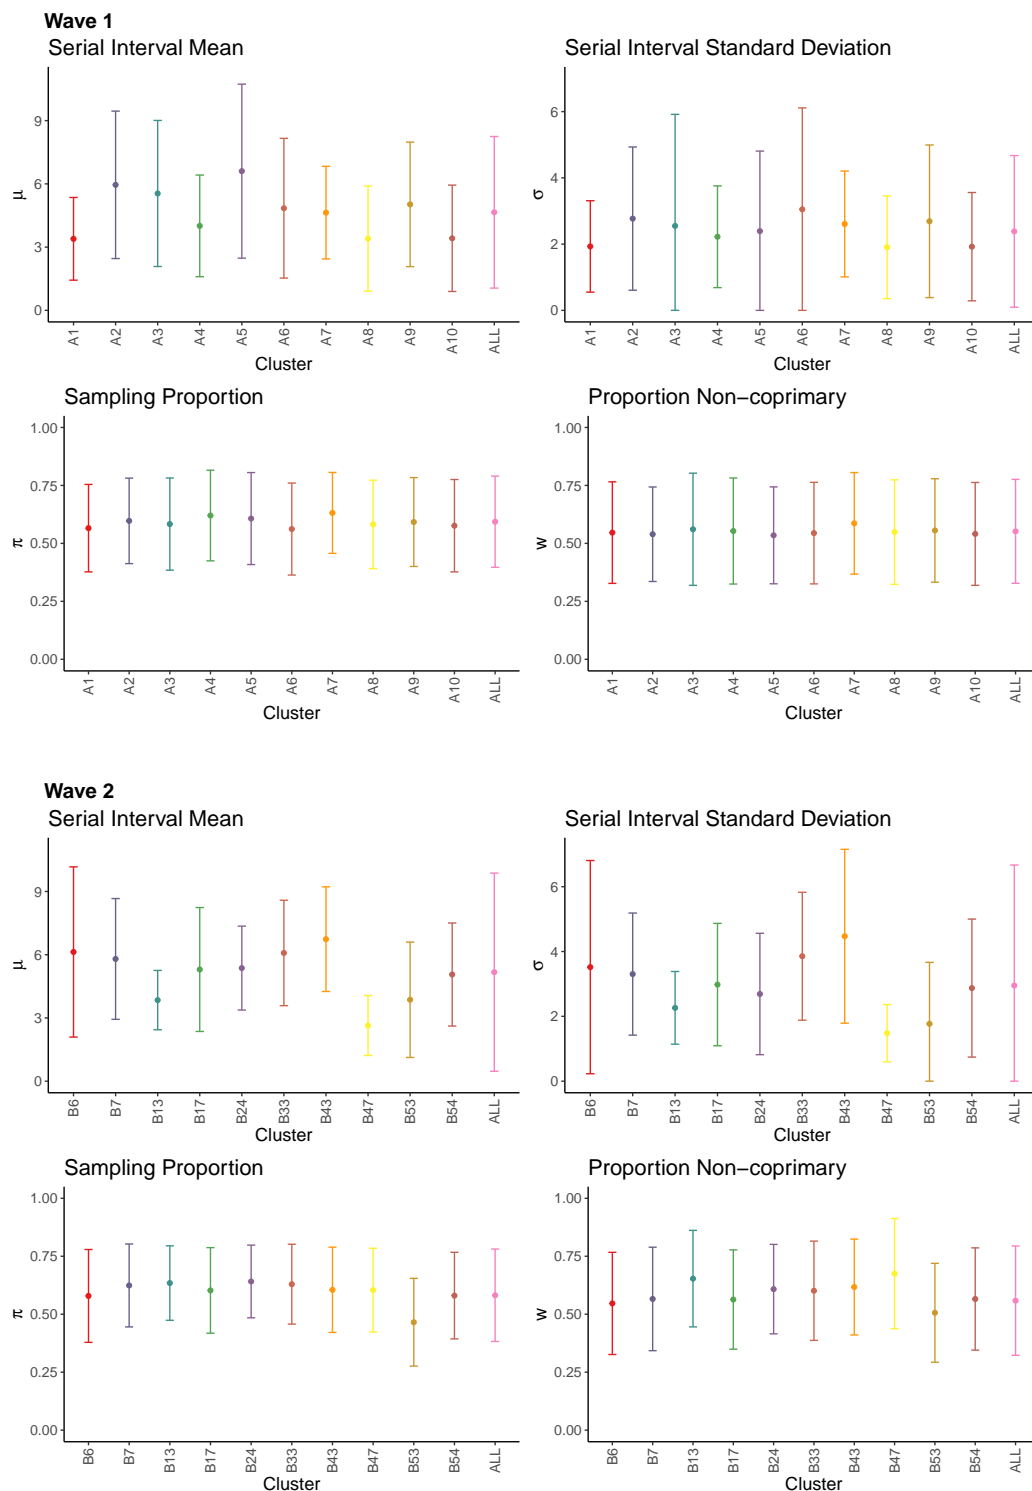 Wave 1
Serial Interval Mean
Serial Interval Standard Deviation
μ
9
6
3
0
A1 A2 A3 A4 A5 A6 A7 A8 A9 A10 ALL
Cluster
σ
6
4
2
0
A1 A2 A3 A4 A5 A6 A7 A8 A9 A10 ALL
Cluster
Sampling Proportion
Proportion Non−coprimary
π
1.00
0.75
0.50
0.25
0.00
A1 A2 A3 A4 A5 A6 A7 A8 A9 A10 ALL
Cluster
w
1.00
0.75
0.50
0.25
0.00
A1 A2 A3 A4 A5 A6 A7 A8 A9 A10 ALL
Cluster
Wave 2
Serial Interval Mean
Serial Interval Standard Deviation
μ
9
6
3
0
B6 B7 B13 B17 B24 B33 B43 B47 B53 B54 ALL
Cluster
σ
6
4
2
0
B6 B7 B13 B17 B24 B33 B43 B47 B53 B54 ALL
Cluster
Sampling Proportion
Proportion Non−coprimary
π
1.00
0.75
0.50
0.25
0.00
B6 B7 B13 B17 B24 B33 B43 B47 B53 B54 ALL
Cluster
w
1.00
0.75
0.50
0.25
0.00
B6 B7 B13 B17 B24 B33 B43 B47 B53 B54 ALL
Cluster